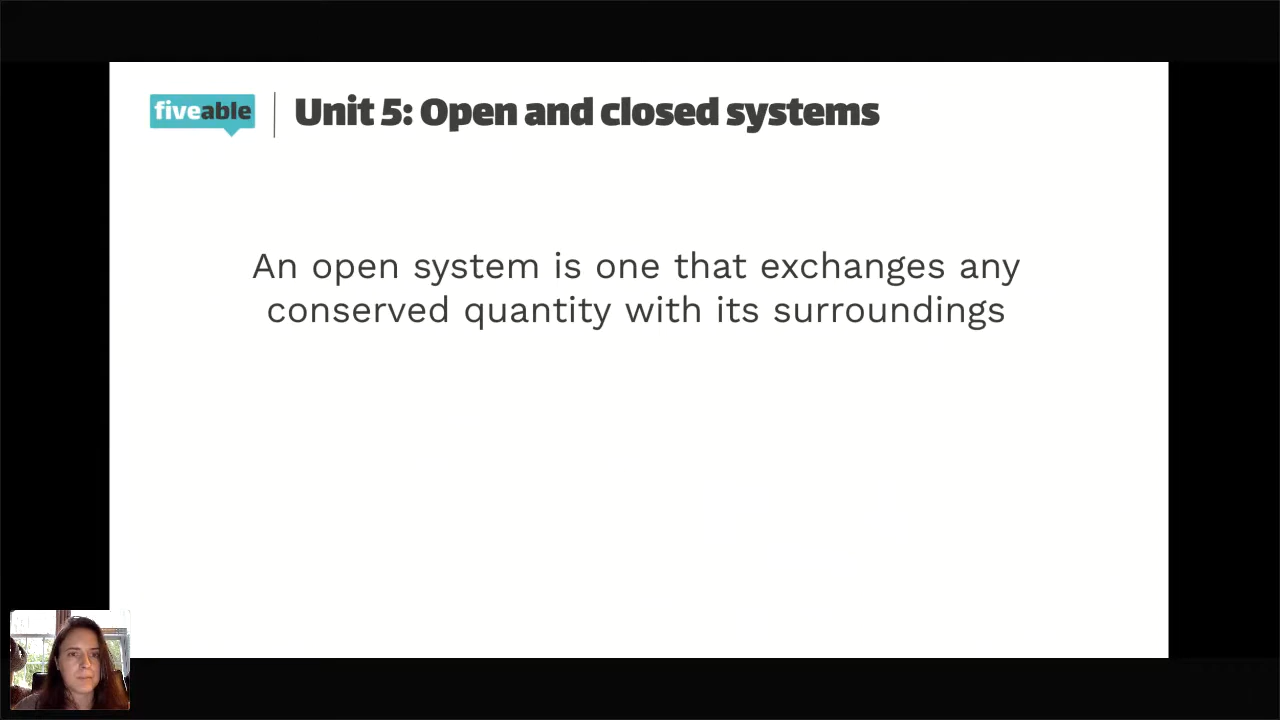 fiveable
Unit 5: Open and closed systems
An open system is one that exchanges any
conserved quantity with its surroundings